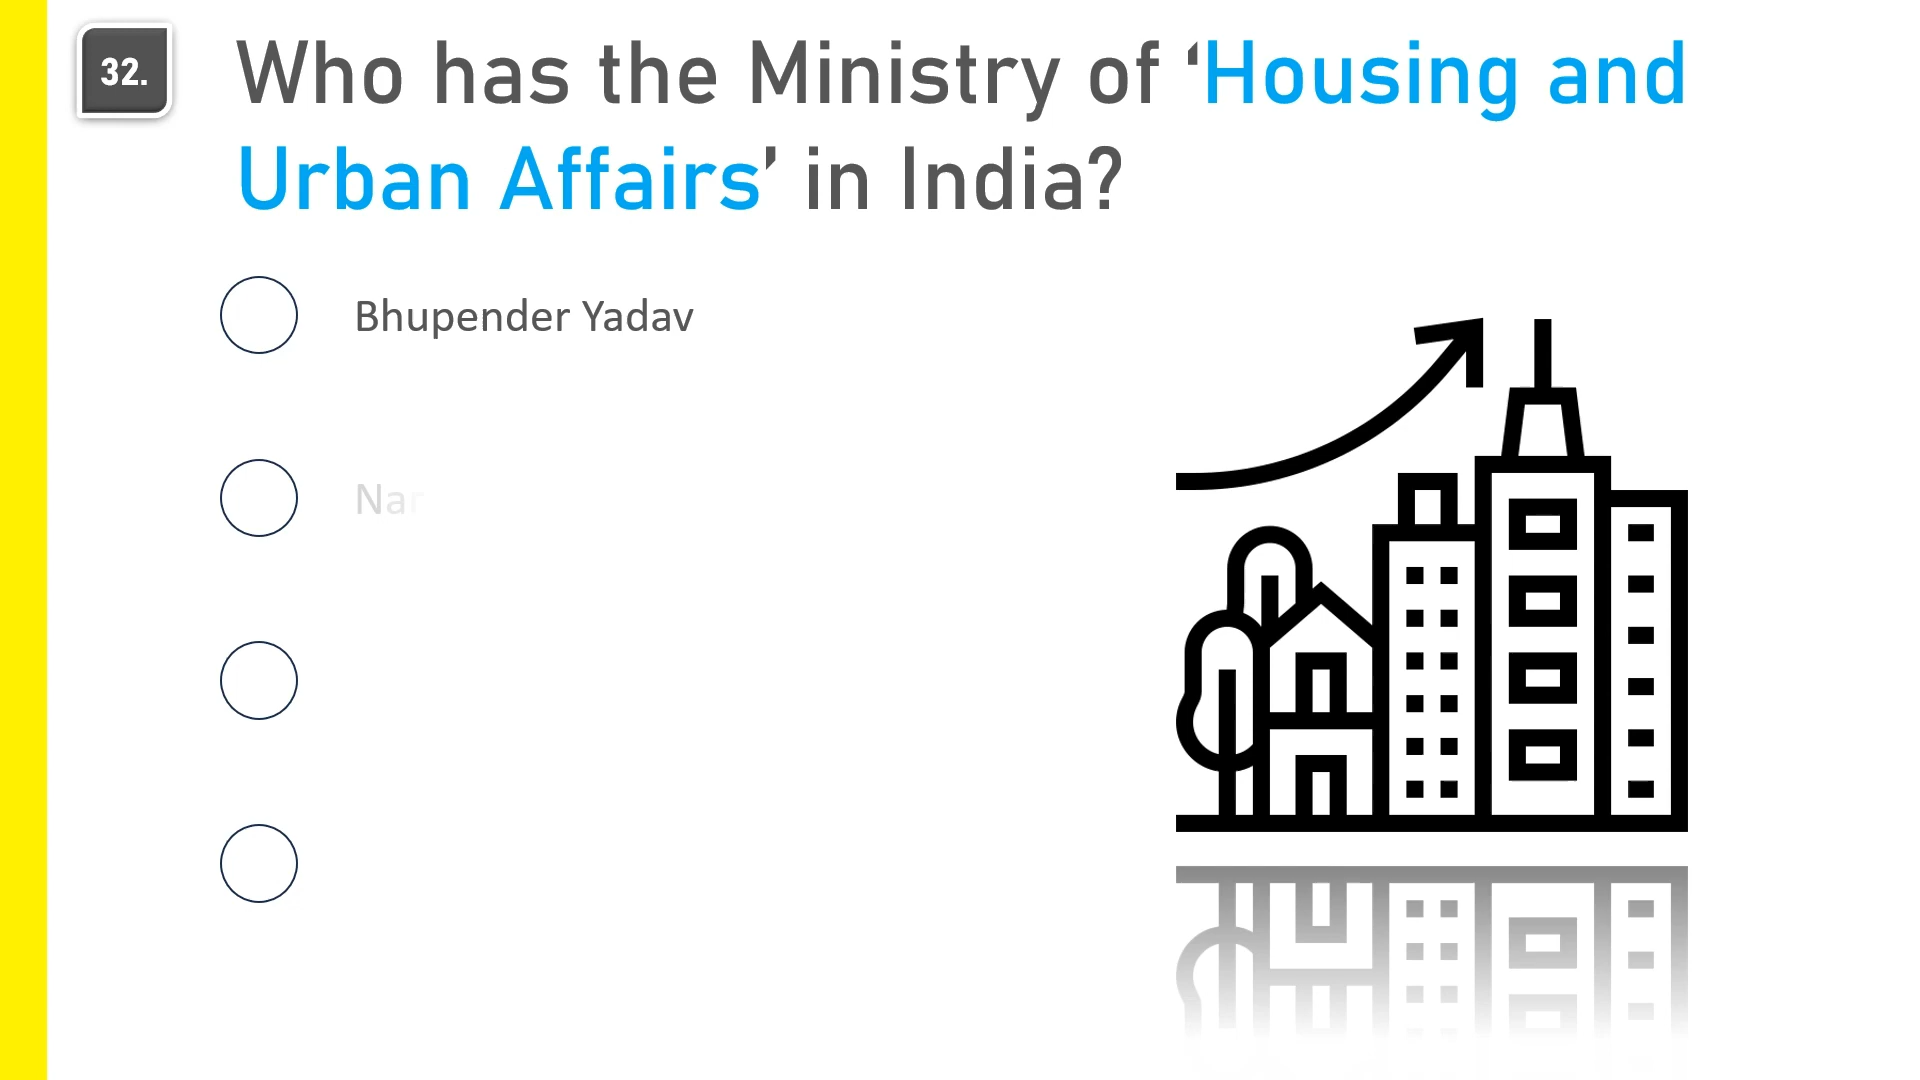 32.
Who has the Ministry of ‘Housing and
Urban Affairs’ in India?
Bhupender Yadav